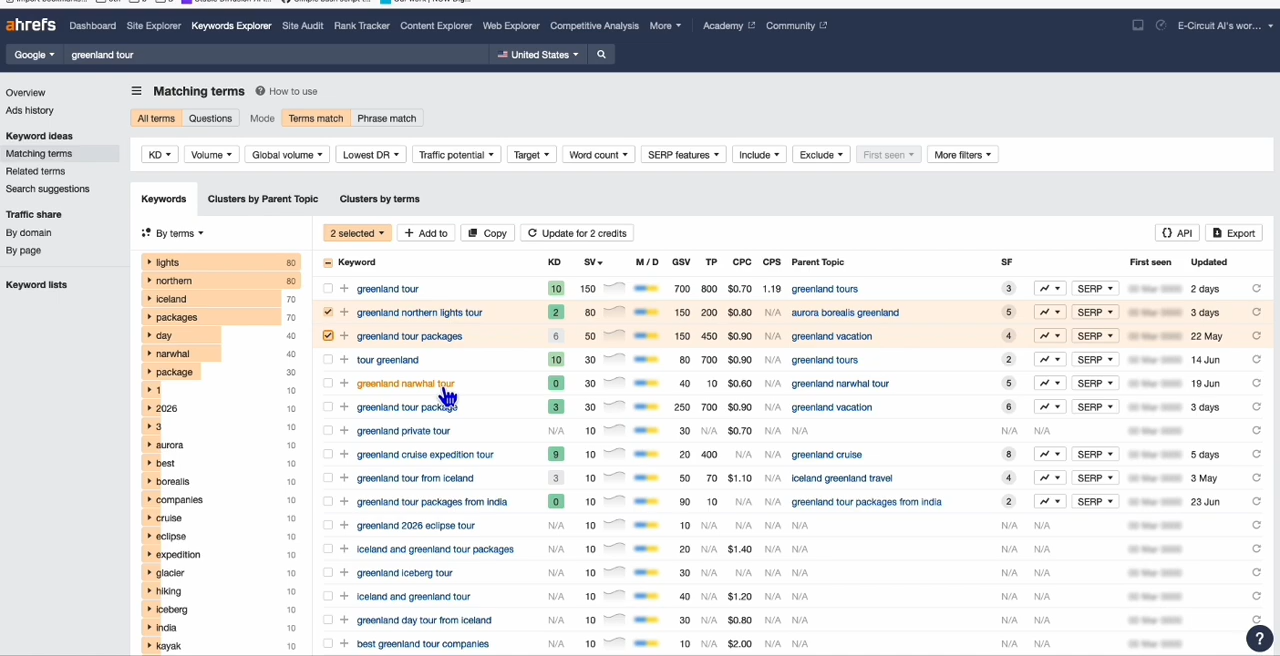 ahrefs Dashboard Site Explorer Keywords Explorer Site Audit Rank Tracker Content Explorer Web Explorer Competitive Analysis More Academy Community E-Circuit AI's wor...
Google greenland tour United States
Overview
Ads history
Keyword ideas
Matching terms
Related terms
Search suggestions
Traffic share
By domain
By page
Keyword lists
Matching terms How to use
All terms Questions Mode Terms match Phrase match
KD Volume Global volume Lowest DR Traffic potential Target Word count SERP features Include Exclude First seen More filters
Keywords Clusters by Parent Topic Clusters by terms
By terms
lights 80
northern 80
iceland 70
packages 70
day 40
narwhal 40
package 30
1 10
2026 10
3 10
aurora 10
best 10
borealis 10
companies 10
cruise 10
eclipse 10
expedition 10
glacier 10
hiking 10
iceberg 10
india 10
kayak 10
2 selected + Add to Copy Update for 2 credits {} API Export
Keyword KD SV M / D GSV TP CPC CPS Parent Topic SF First seen Updated
greenland tour 10 150 700 800 $0.70 1.19 greenland tours 3 SERP 2 days
greenland northern lights tour 2 80 150 200 $0.80 N/A aurora borealis greenland 5 SERP 3 days
greenland tour packages 6 50 150 450 $0.90 N/A greenland vacation 4 SERP 22 May
tour greenland 10 30 80 700 $0.90 N/A greenland tours 2 SERP 14 Jun
greenland narwhal tour 0 30 40 10 $0.60 N/A greenland narwhal tour 5 SERP 19 Jun
greenland tour package 3 30 250 700 $0.90 N/A greenland vacation 6 SERP 3 days
greenland private tour N/A 10 30 N/A $0.70 N/A N/A N/A N/A
greenland cruise expedition tour 9 10 20 400 N/A N/A greenland cruise 8 SERP 5 days
greenland tour from iceland 3 10 50 70 $1.10 N/A iceland greenland travel 4 SERP 3 May
greenland tour packages from india 0 10 90 10 N/A N/A greenland tour packages from india 2 SERP 23 Jun
greenland 2026 eclipse tour N/A 10 10 N/A N/A N/A N/A N/A N/A
iceland and greenland tour packages N/A 10 20 N/A $1.40 N/A N/A N/A N/A
greenland iceberg tour N/A 10 30 N/A N/A N/A N/A N/A N/A
iceland and greenland tour N/A 10 40 N/A $1.20 N/A N/A N/A N/A
greenland day tour from iceland N/A 10 30 N/A $0.80 N/A N/A N/A N/A
best greenland tour companies N/A 10 10 N/A $2.00 N/A N/A N/A N/A
?